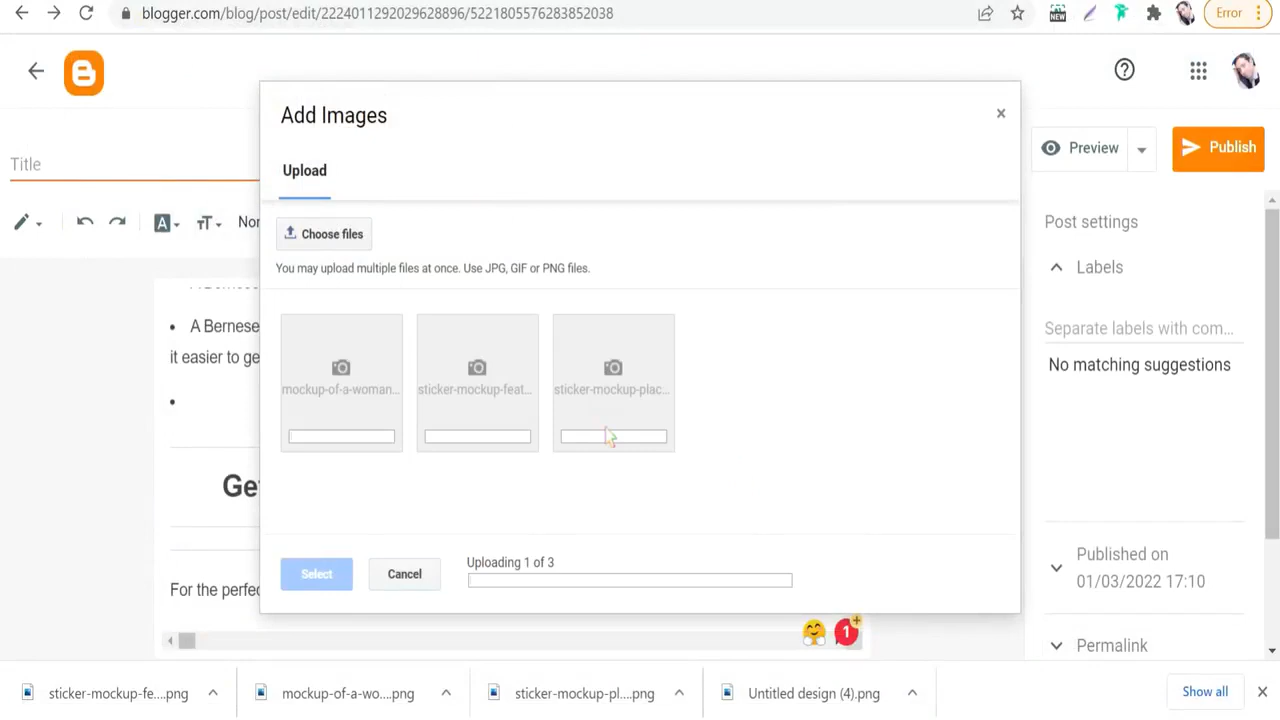 blogger.com/blog/post/edit/2224011292029628896/5221805576283852038
NEW
Error
Add Images
Upload
Choose files
You may upload multiple files at once. Use JPG, GIF or PNG files.
mockup-of-a-woman...
sticker-mockup-feat...
sticker-mockup-plac...
Select
Cancel
Uploading 1 of 3
Title
• A Bernese
it easier to ge
•
Ge
For the perfe
Preview
Publish
Post settings
Labels
Separate labels with com...
No matching suggestions
Published on
01/03/2022 17:10
Permalink
1
sticker-mockup-fe....png
mockup-of-a-wo....png
sticker-mockup-pl....png
Untitled design (4).png
Show all